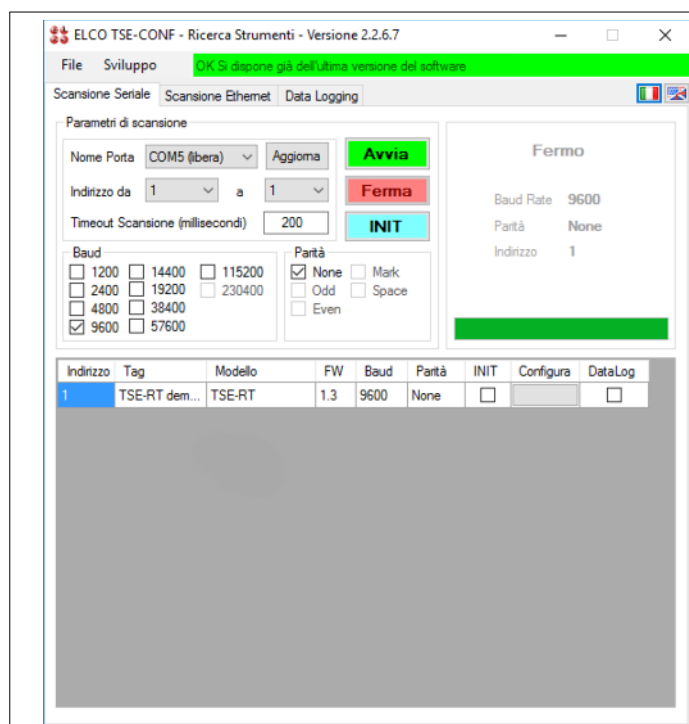 ELCO TSE-CONF - Ricerca Strumenti - Versione 2.2.6.7
File Sviluppo OK Si dispone già dell'ultima versione del software
Scansione Seriale Scansione Ethernet Data Logging
Parametri di scansione
Nome Porta COM5 (libera) Aggiorna Avvia
Indirizzo da 1 a 1 Ferma
Timeout Scansione (millisecondi) 200 INIT
Baud
1200 14400 115200
2400 19200 230400
4800 38400
9600 57600
Parità
None Mark
Odd Space
Even
Fermo
Baud Rate 9600
Parità None
Indirizzo 1
Indirizzo Tag Modello FW Baud Parità INIT Configura DataLog
1 TSE-RT dem... TSE-RT 1.3 9600 None